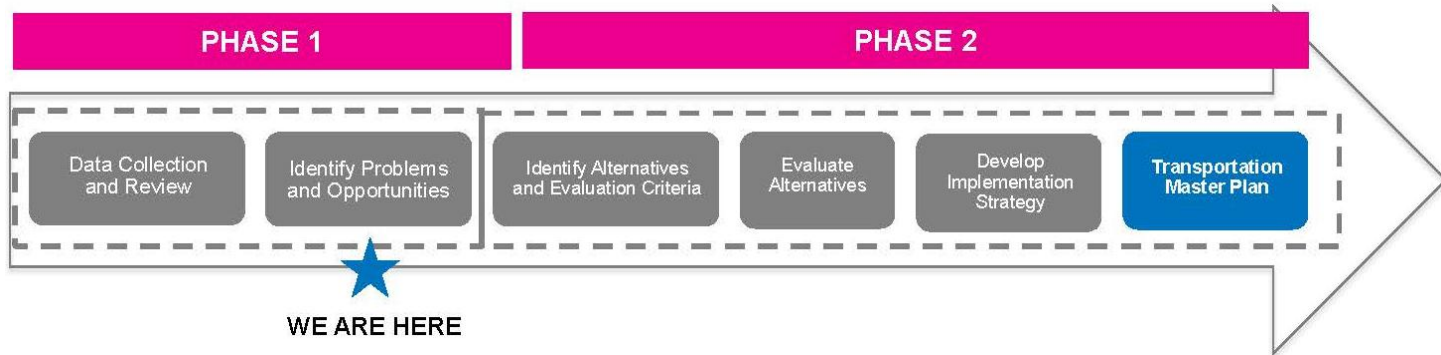 PHASE 1
PHASE 2
Data Collection
and Review
Identify Problems
and Opportunities
Identify Alternatives
and Evaluation Criteria
Evaluate
Alternatives
Develop
Implementation
Strategy
Transportation
Master Plan
WE ARE HERE